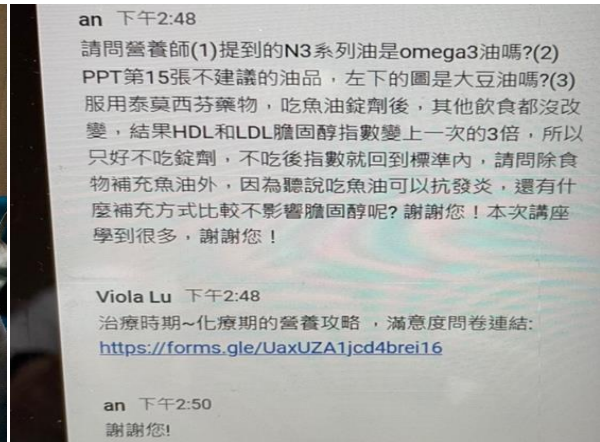 an 下午2:48
請問營養師(1)提到的N3系列油是omega3油嗎?(2)
PPT第15張不建議的油品，左下的圖是大豆油嗎?(3)
服用泰莫西芬藥物，吃魚油錠劑後，其他飲食都沒改
變，結果HDL和LDL膽固醇指數變上一次的3倍，所以
只好不吃錠劑，不吃後指數就回到標準內，請問除食
物補充魚油外，因為聽說吃魚油可以抗發炎，還有什
麼補充方式比較不影響膽固醇呢? 謝謝您！本次講座
學到很多，謝謝您！
Viola Lu 下午2:48
治療時期~化療期的營養攻略 ，滿意度問卷連結:
https://forms.gle/UaxUZA1jcd4brei16
an 下午2:50
謝謝您!